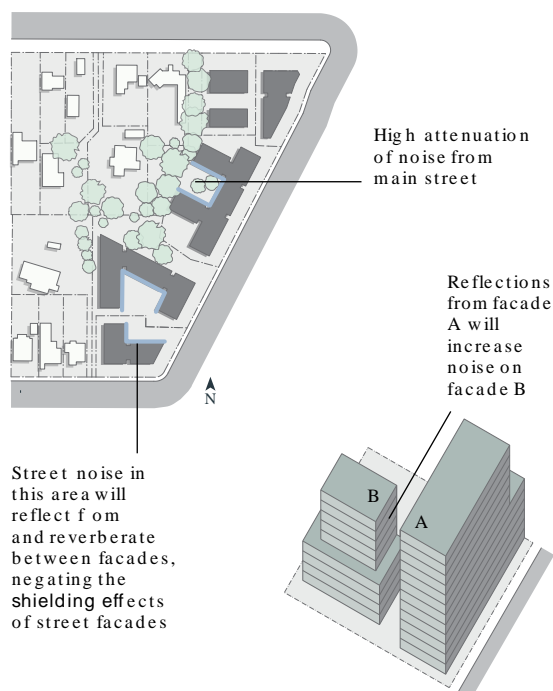 High attenuation
of noise from
main street
Reflections
from facade
A will
increase
noise on
facade B
N
Street noise in
this area will
reflect f om
and reverberate
between facades,
negating the
shielding effects
of street facades
B
A